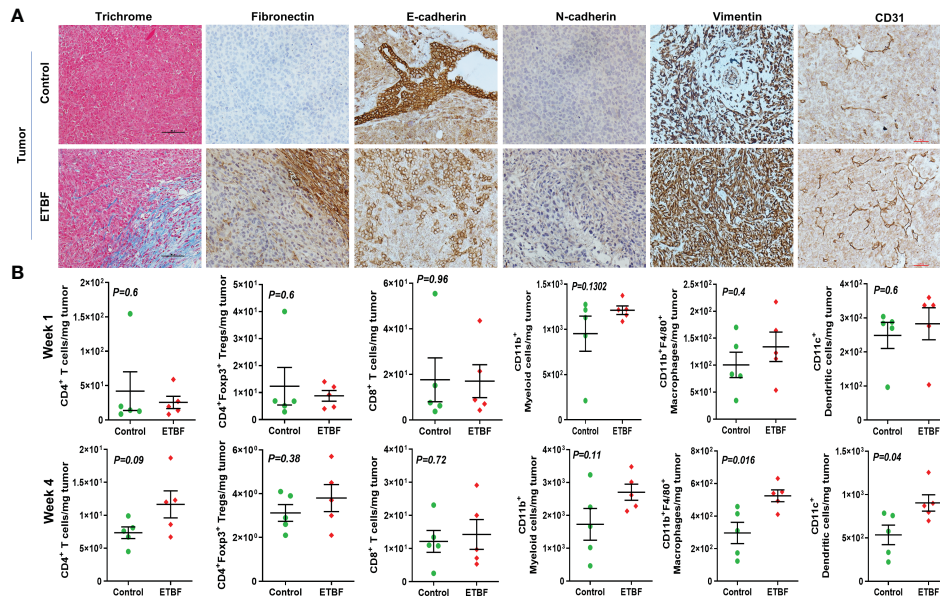 A
Trichrome
Fibronectin
E-cadherin
N-cadherin
Vimentin
CD31
Tumor
Control
ETBF
B
Week 1
CD4⁺ T cells/mg tumor
2×10²
2×10²
1×10²
5×10¹
0
P=0.6
Control
ETBF
CD4⁺Foxp3⁺ Tregs/mg tumor
5×10¹
4×10¹
3×10¹
2×10¹
1×10¹
0
P=0.6
Control
ETBF
CD8⁺ T cells/mg tumor
6×10¹
4×10¹
2×10¹
0
P=0.96
Control
ETBF
CD11b⁺
Myeloid cells/mg tumor
1×10³
1×10³
5×10²
0
P=0.1302
Control
ETBF
CD11b⁺F4/80⁺
Macrophages/mg tumor
3×10²
2×10²
2×10²
1×10²
5×10¹
0
P=0.4
Control
ETBF
CD11c⁺
Dendritic cells/mg tumor
4×10²
3×10²
2×10²
1×10²
0
P=0.6
Control
ETBF
Week 4
CD4⁺ T cells/mg tumor
2×10¹
2×10¹
1×10¹
5×10⁰
0
P=0.09
Control
ETBF
CD4⁺Foxp3⁺ Tregs/mg tumor
6×10⁰
4×10⁰
2×10⁰
0
P=0.38
Control
ETBF
CD8⁺ T cells/mg tumor
4×10¹
3×10¹
2×10¹
1×10¹
0
P=0.72
Control
ETBF
CD11b⁺
Myeloid cells/mg tumor
4×10³
3×10³
2×10³
1×10³
0
P=0.11
Control
ETBF
CD11b⁺F4/80⁺
Macrophages/mg tumor
8×10²
6×10²
4×10²
2×10²
0
P=0.016
Control
ETBF
CD11c⁺
Dendritic cells/mg tumor
2×10³
1×10³
5×10²
0
P=0.04
Control
ETBF